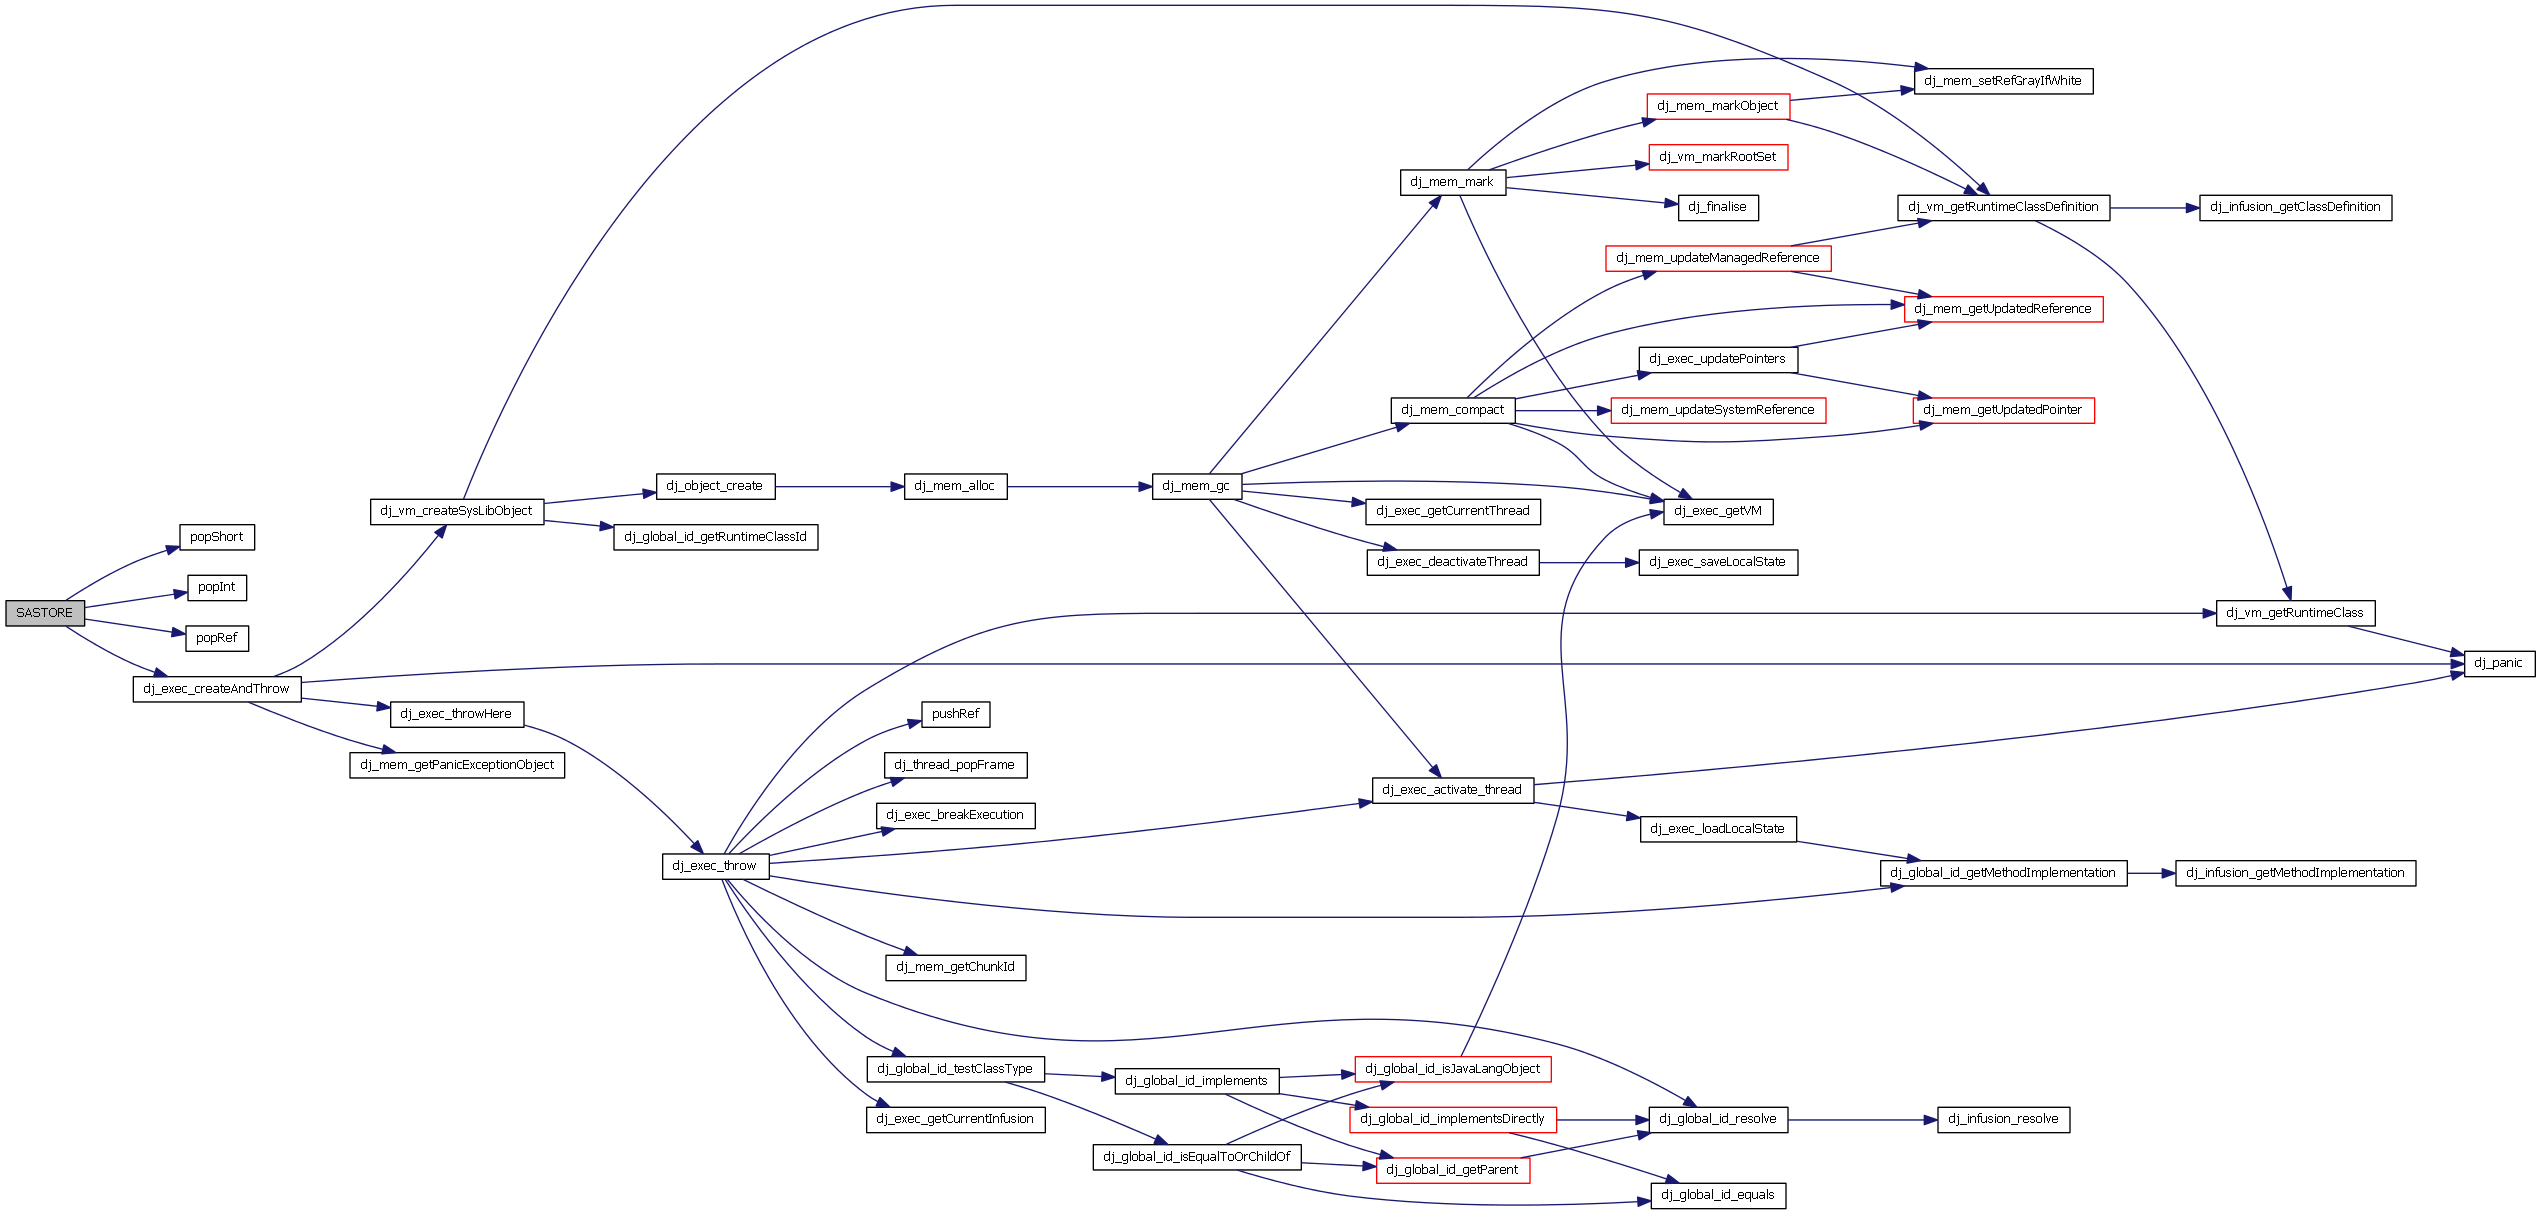 SASTORE
popShort
popInt
popRef
dj_exec_createAndThrow
dj_vm_createSysLibObject
dj_exec_throwHere
dj_mem_getPanicExceptionObject
dj_object_create
dj_global_id_getRuntimeClassId
dj_exec_throw
dj_mem_alloc
pushRef
dj_thread_popFrame
dj_exec_breakExecution
dj_mem_getChunkId
dj_global_id_testClassType
dj_exec_getCurrentInfusion
dj_mem_gc
dj_global_id_implements
dj_global_id_isEqualToOrChildOf
dj_mem_mark
dj_mem_compact
dj_exec_getCurrentThread
dj_exec_deactivateThread
dj_exec_activate_thread
dj_global_id_isJavaLangObject
dj_global_id_implementsDirectly
dj_global_id_getParent
dj_mem_markObject
dj_vm_markRootSet
dj_finalise
dj_mem_updateManagedReference
dj_exec_updatePointers
dj_mem_updateSystemReference
dj_exec_getVM
dj_exec_saveLocalState
dj_exec_loadLocalState
dj_global_id_resolve
dj_global_id_equals
dj_mem_setRefGrayIfWhite
dj_vm_getRuntimeClassDefinition
dj_mem_getUpdatedReference
dj_mem_getUpdatedPointer
dj_global_id_getMethodImplementation
dj_infusion_resolve
dj_infusion_getClassDefinition
dj_vm_getRuntimeClass
dj_infusion_getMethodImplementation
dj_panic